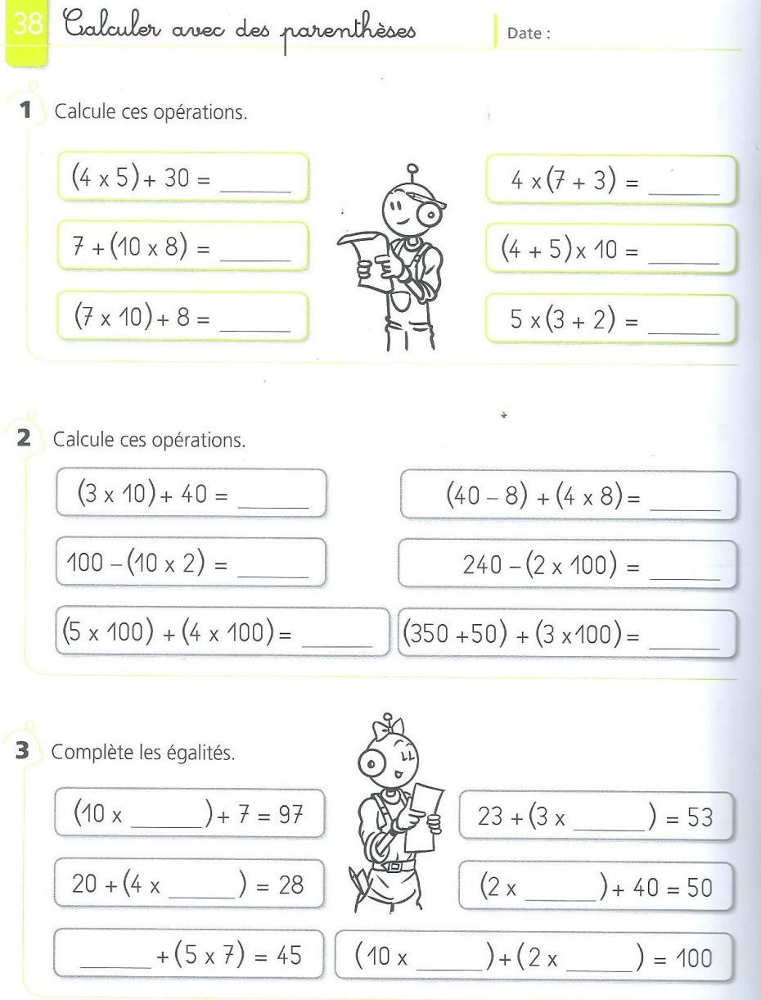 38 Calculer avec des parenthèses Date :
1 Calcule ces opérations.
(4 x 5) + 30 = ______ 4 x (7 + 3) = ______
7 + (10 x 8) = ______ (4 + 5) x 10 = ______
(7 x 10) + 8 = ______ 5 x (3 + 2) = ______
2 Calcule ces opérations.
(3 x 10) + 40 = ______ (40 – 8) + (4 x 8) = ______
100 – (10 x 2) = ______ 240 – (2 x 100) = ______
(5 x 100) + (4 x 100) = ______ (350 +50) + (3 x100) = ______
3 Complète les égalités.
(10 x ______) + 7 = 97 23 + (3 x ______) = 53
20 + (4 x ______) = 28 (2 x ______) + 40 = 50
______ + (5 x 7) = 45 (10 x ______) + (2 x ______) = 100